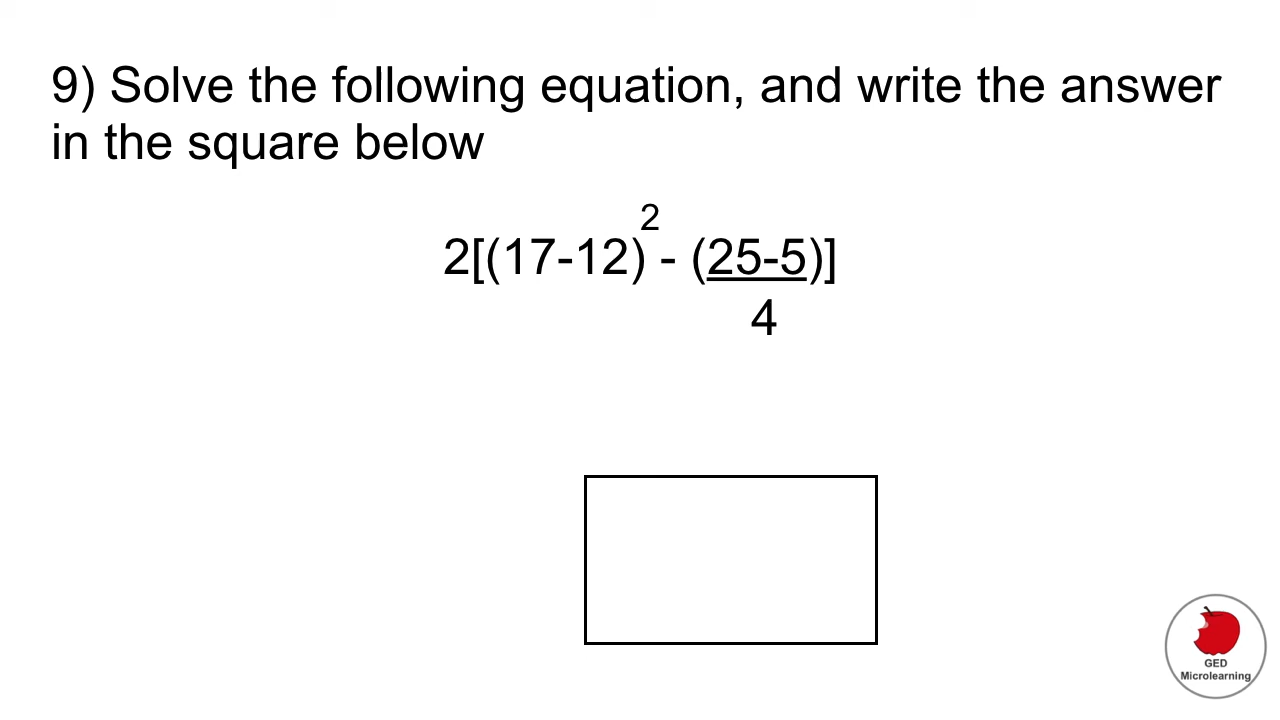 9) Solve the following equation, and write the answer
in the square below
2[(17-12)² - (25-5)]
4
GED
Microlearning